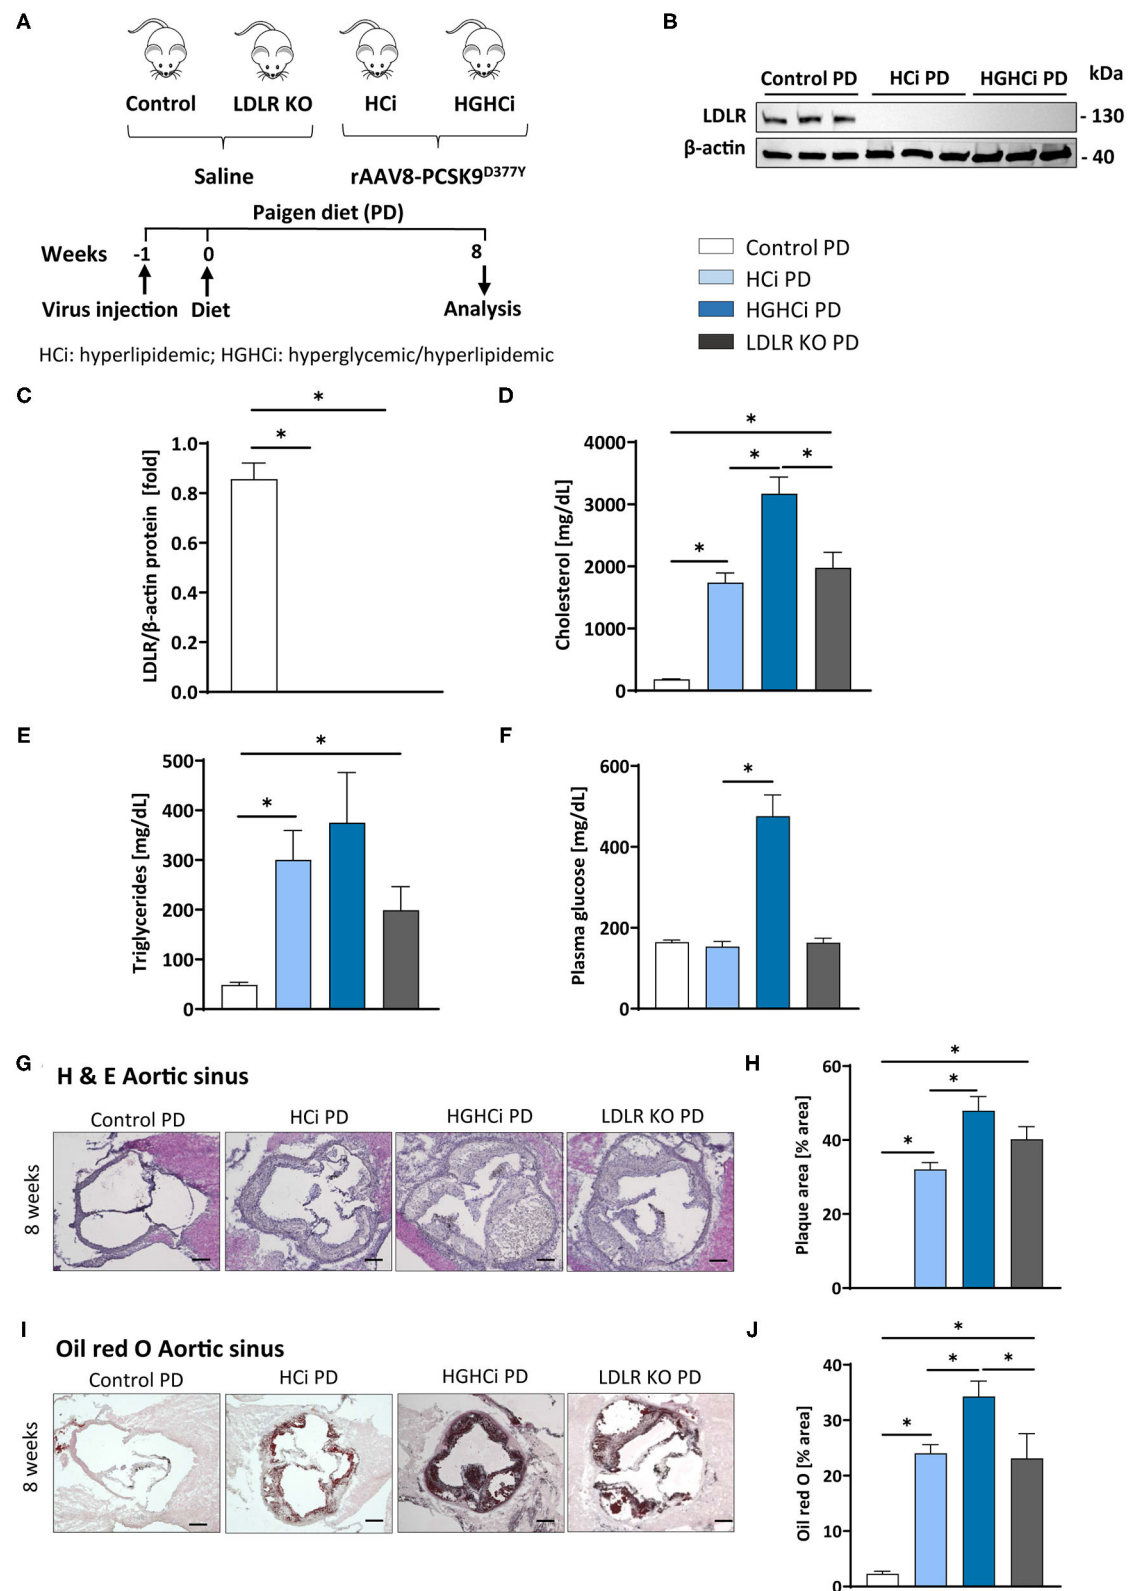 A
Control LDLR KO HCi HGHCi
Saline rAAV8-PCSK9D377Y
Paigen diet (PD)
Weeks -1 0 8
Virus injection Diet Analysis
HCi: hyperlipidemic; HGHCi: hyperglycemic/hyperlipidemic
B
Control PD HCi PD HGHCi PD kDa
LDLR - 130
β-actin - 40
Control PD
HCi PD
HGHCi PD
LDLR KO PD
C
* 
*
LDLR/β-actin protein [fold]
1.0
0.8
0.6
0.4
0.2
0.0
D
*
* *
*
Cholesterol [mg/dL]
4000
3000
2000
1000
0
E
*
*
Triglycerides [mg/dL]
500
400
300
200
100
0
F
*
Plasma glucose [mg/dL]
600
400
200
0
G
H & E Aortic sinus
Control PD HCi PD HGHCi PD LDLR KO PD
8 weeks
H
*
*
*
Plaque area [% area]
60
40
20
0
I
Oil red O Aortic sinus
Control PD HCi PD HGHCi PD LDLR KO PD
8 weeks
J
*
* *
*
Oil red O [% area]
40
30
20
10
0